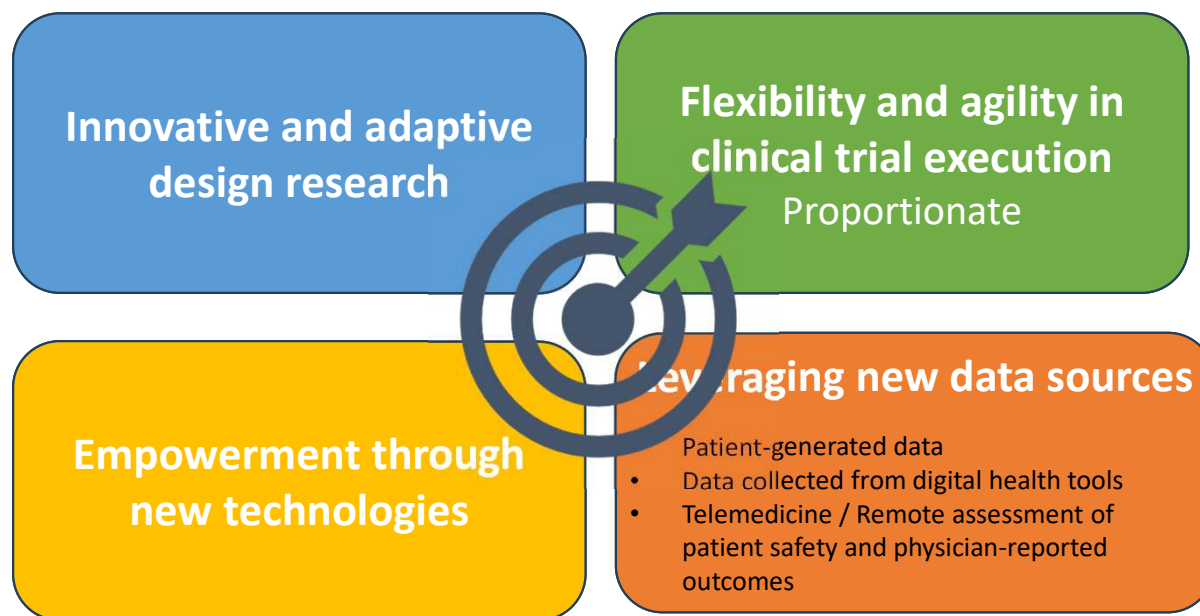 Innovative and adaptive
design research
Flexibility and agility in
clinical trial execution
Proportionate
Empowerment through
new technologies
Leveraging new data sources
Patient-generated data
• Data collected from digital health tools
• Telemedicine / Remote assessment of
patient safety and physician-reported
outcomes